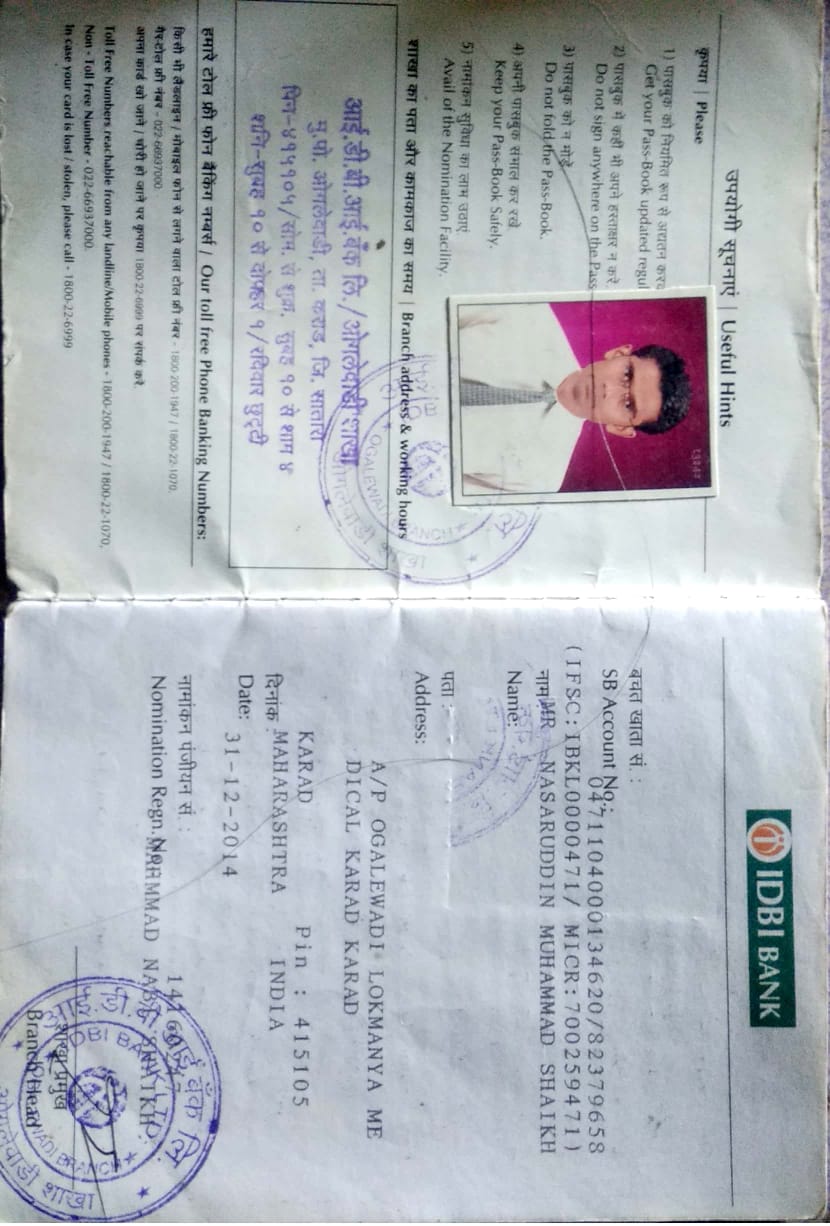 उपयोगी सूचनाएं | Useful Hints
कृपया | Please
1) पासबुक को नियमित रूप से अद्यतन कर
Get your Pass-Book updated regul
2) पासबुक में कहीं भी अपने हस्ताक्षर न करें.
Do not sign anywhere on the Pass
3) पासबुक को न मोड़ें
Do not fold the Pass-Book.
4) अपनी पासबुक संभाल कर रखें
Keep your Pass-Book Safely.
5) नामांकन सुविधा का लाभ उठाएं
Avail of the Nomination Facility.
शाखा का पता और कामकाज का समय | Branch address & working hours
आई.डी.बी.आई.बँक लि./ओगलेवाडी शाखा
मु.पो. ओगलेवाडी, ता. कराड, जि. सातारा
पिन-४१५१०५/सोम. से शुक्र. सुबह १० से शाम ४
शनि-सुबह १० से दोपहर १/रविवार छुट्टी
OGALEWADI BRANCH
ओगलेवाडी शाखा
हमारे टोल फ्री फोन बैंकिंग नम्बर्स / Our toll free Phone Banking Numbers:
किसी भी लैंडलाइन / मोबाइल फोन से लगने वाला टोल फ्री नंबर - 1800-200-1947 / 1800-22-1070.
गैर-टोल फ्री नंबर - 022-66937000.
अपना कार्ड खो जाने / चोरी हो जाने पर कृपया 1800-22-6999 पर संपर्क करें.
Toll Free Numbers reachable from any landline/Mobile phones - 1800-200-1947 / 1800-22-1070,
Non - Toll Free Number - 022-66937000.
In case your card is lost / stolen, please call - 1800-22-6999
IDBI BANK
बचत खाता सं. :
SB Account No.:
0471104000134620/82379658
(IFSC:IBKL0000471/ MICR:700259471)
नाम MR NASARUDDIN MUHAMMAD SHAIKH
Name:
पता :
Address:
A/P OGALEWADI LOKMANYA ME
DICAL KARAD KARAD
KARAD Pin : 415105
दिनांक MAHARASHTRA INDIA
Date: 31-12-2014
नामांकन पंजीयन सं. :
Nomination Regn. No.
शाखा प्रमुख
Branch Head
आई.डी.बी.आई.बँक लि.
IDBI BANK LTD.
ओगलेवाडी शाखा